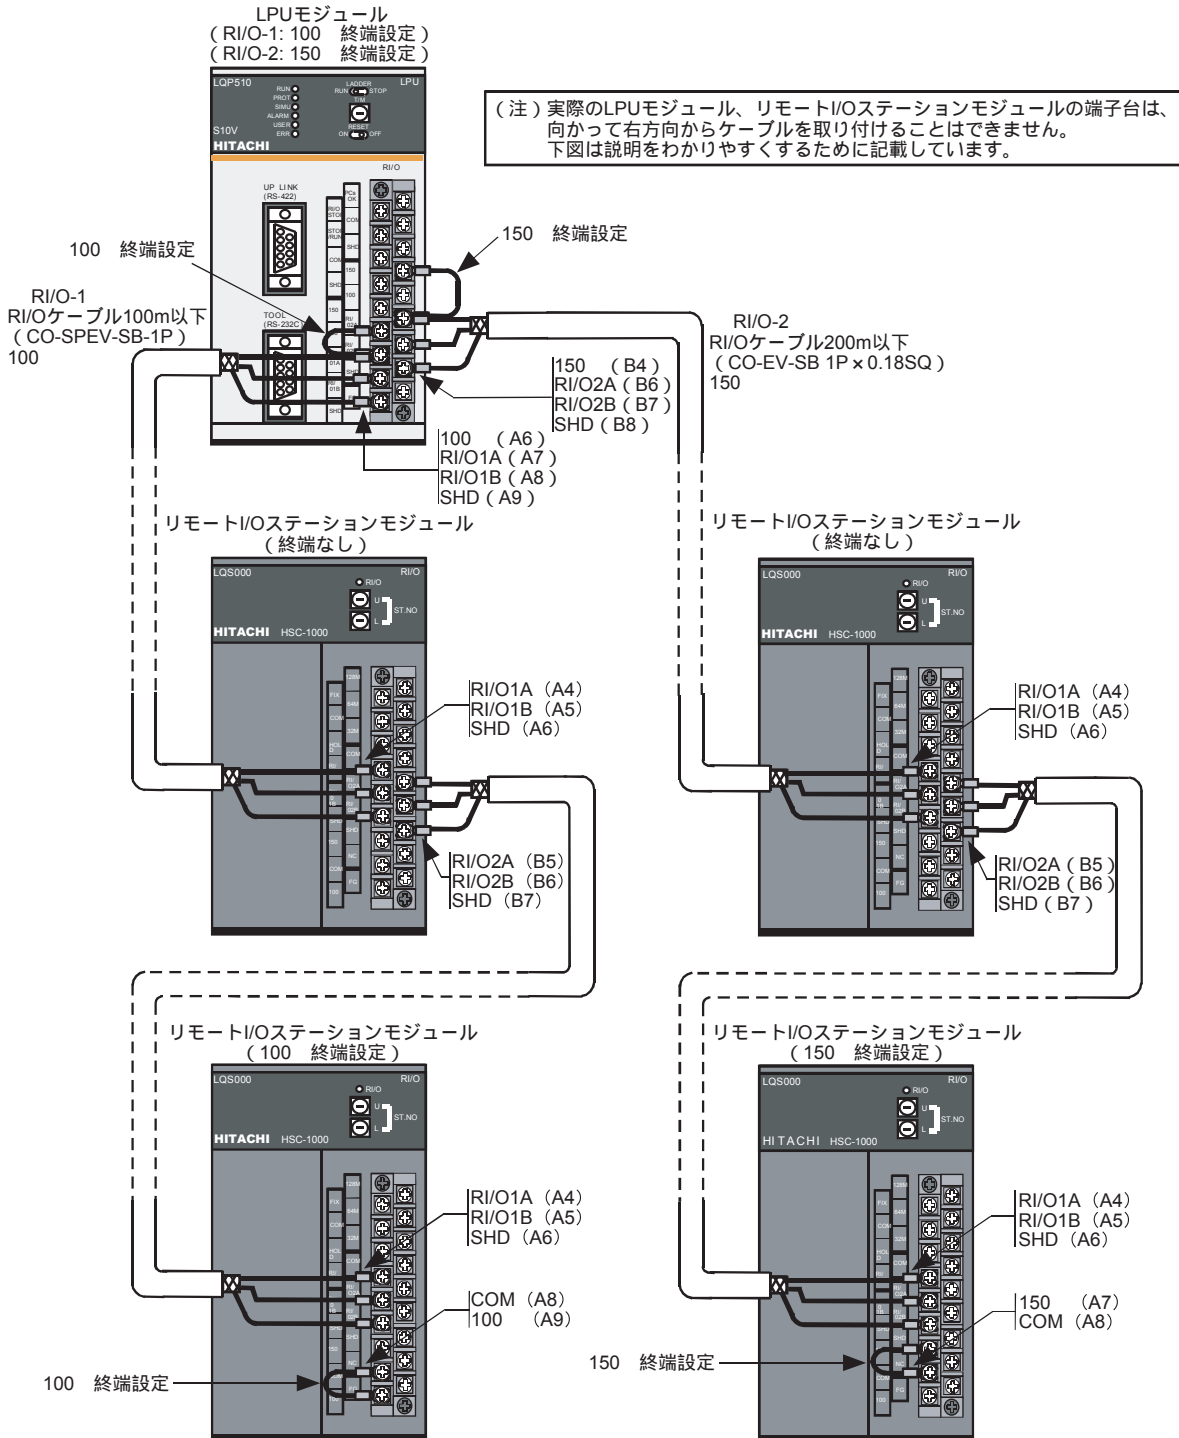 LPUモジュール
(RI/O-1: 100　終端設定)
(RI/O-2: 150　終端設定)
LQP510
LPU
RUN
PROT
SIMU
ALARM
USER
ERR
LADDER
RUN STOP
T/M
RESET
ON OFF
S10V
HITACHI
RI/O
UP LINK
(RS-422)
TOOL
(RS-232C)
(注)実際のLPUモジュール、リモートI/Oステーションモジュールの端子台は、
向かって右方向からケーブルを取り付けることはできません。
下図は説明をわかりやすくするために記載しています。
100　終端設定
150　終端設定
RI/O-1
RI/Oケーブル100m以下
(CO-SPEV-SB-1P)
100
RI/O-2
RI/Oケーブル200m以下
(CO-EV-SB 1P×0.18SQ)
150
150　(B4)
RI/O2A(B6)
RI/O2B(B7)
SHD(B8)
100　(A6)
RI/O1A(A7)
RI/O1B(A8)
SHD(A9)
リモートI/Oステーションモジュール
(終端なし)
LQS000
RI/O
RI/O
U
L
ST.NO
HITACHI HSC-1000
RI/O1A (A4)
RI/O1B (A5)
SHD (A6)
RI/O2A (B5)
RI/O2B (B6)
SHD (B7)
リモートI/Oステーションモジュール
(終端なし)
LQS000
RI/O
RI/O
U
L
ST.NO
HITACHI HSC-1000
RI/O1A (A4)
RI/O1B (A5)
SHD (A6)
RI/O2A(B5)
RI/O2B(B6)
SHD(B7)
リモートI/Oステーションモジュール
(100　終端設定)
LQS000
RI/O
RI/O
U
L
ST.NO
HITACHI HSC-1000
RI/O1A (A4)
RI/O1B (A5)
SHD (A6)
COM (A8)
100　(A9)
100　終端設定
リモートI/Oステーションモジュール
(150　終端設定)
LQS000
RI/O
RI/O
U
L
ST.NO
HITACHI HSC-1000
RI/O1A (A4)
RI/O1B (A5)
SHD (A6)
150　(A7)
COM (A8)
150　終端設定